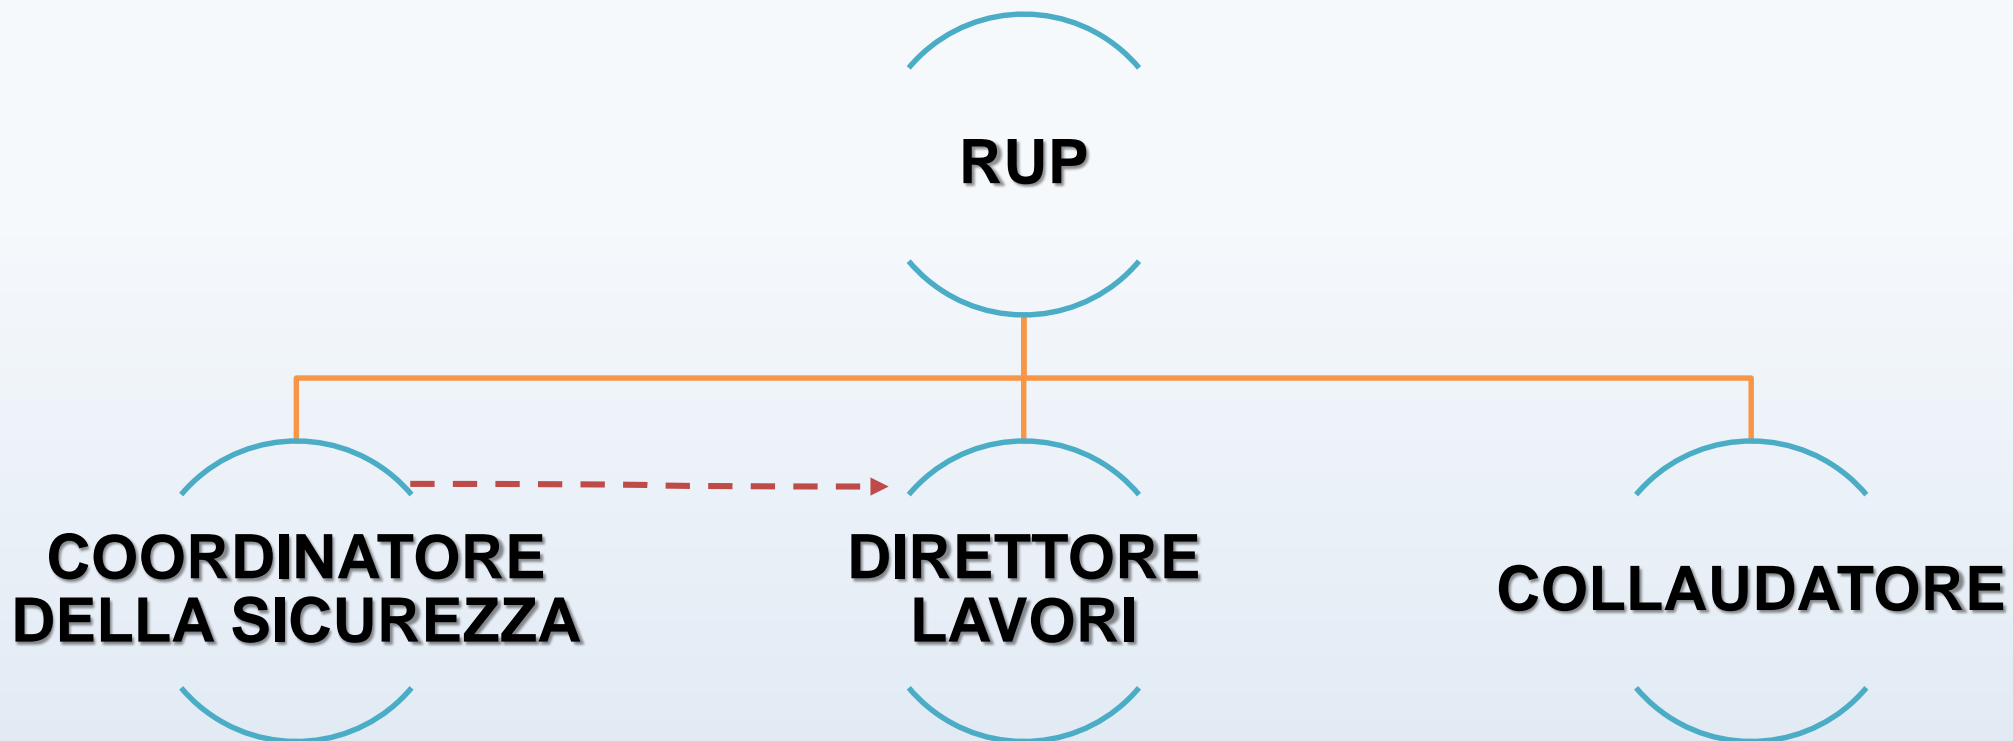 RUP
COORDINATORE
DELLA SICUREZZA
DIRETTORE
LAVORI
COLLAUDATORE